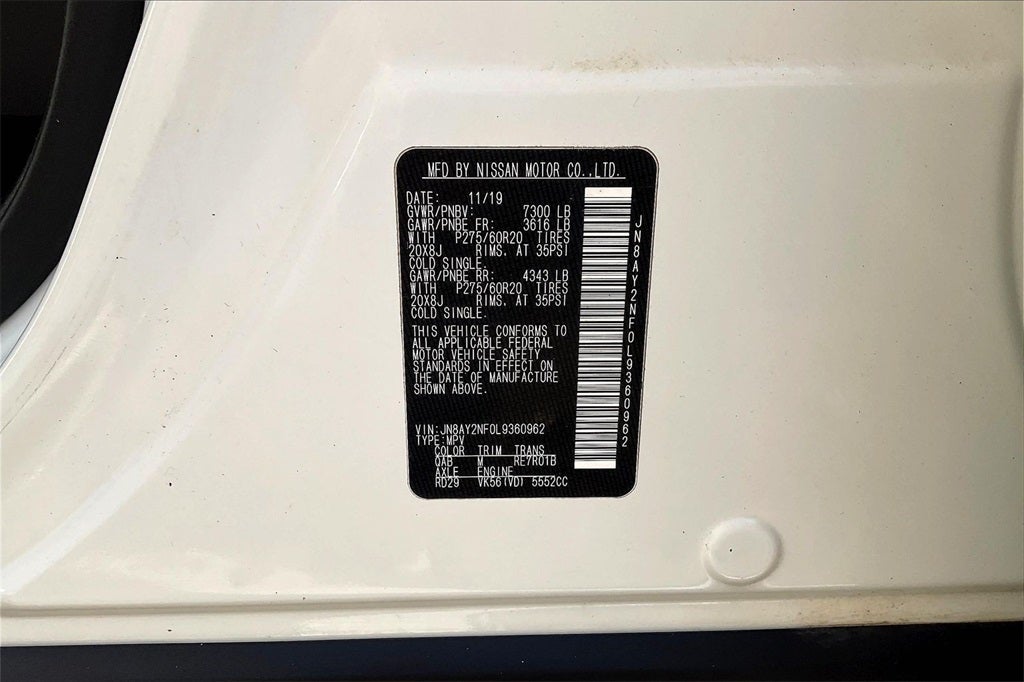 MFD BY NISSAN MOTOR CO.,LTD.
DATE: 11/19
GVWR/PNBV: 7300 LB
GAWR/PNBE FR: 3616 LB
WITH P275/60R20 TIRES
20X8J RIMS, AT 35PSI
COLD SINGLE.
GAWR/PNBE RR: 4343 LB
WITH P275/60R20 TIRES
20X8J RIMS, AT 35PSI
COLD SINGLE.
THIS VEHICLE CONFORMS TO
ALL APPLICABLE FEDERAL
MOTOR VEHICLE SAFETY
STANDARDS IN EFFECT ON
THE DATE OF MANUFACTURE
SHOWN ABOVE.
VIN:JN8AY2NF0L9360962
TYPE:MPV
COLOR TRIM TRANS
QAB M RE7R01B
AXLE ENGINE
RD29 VK56(VD) 5552CC
JN8AY2NF0L9360962